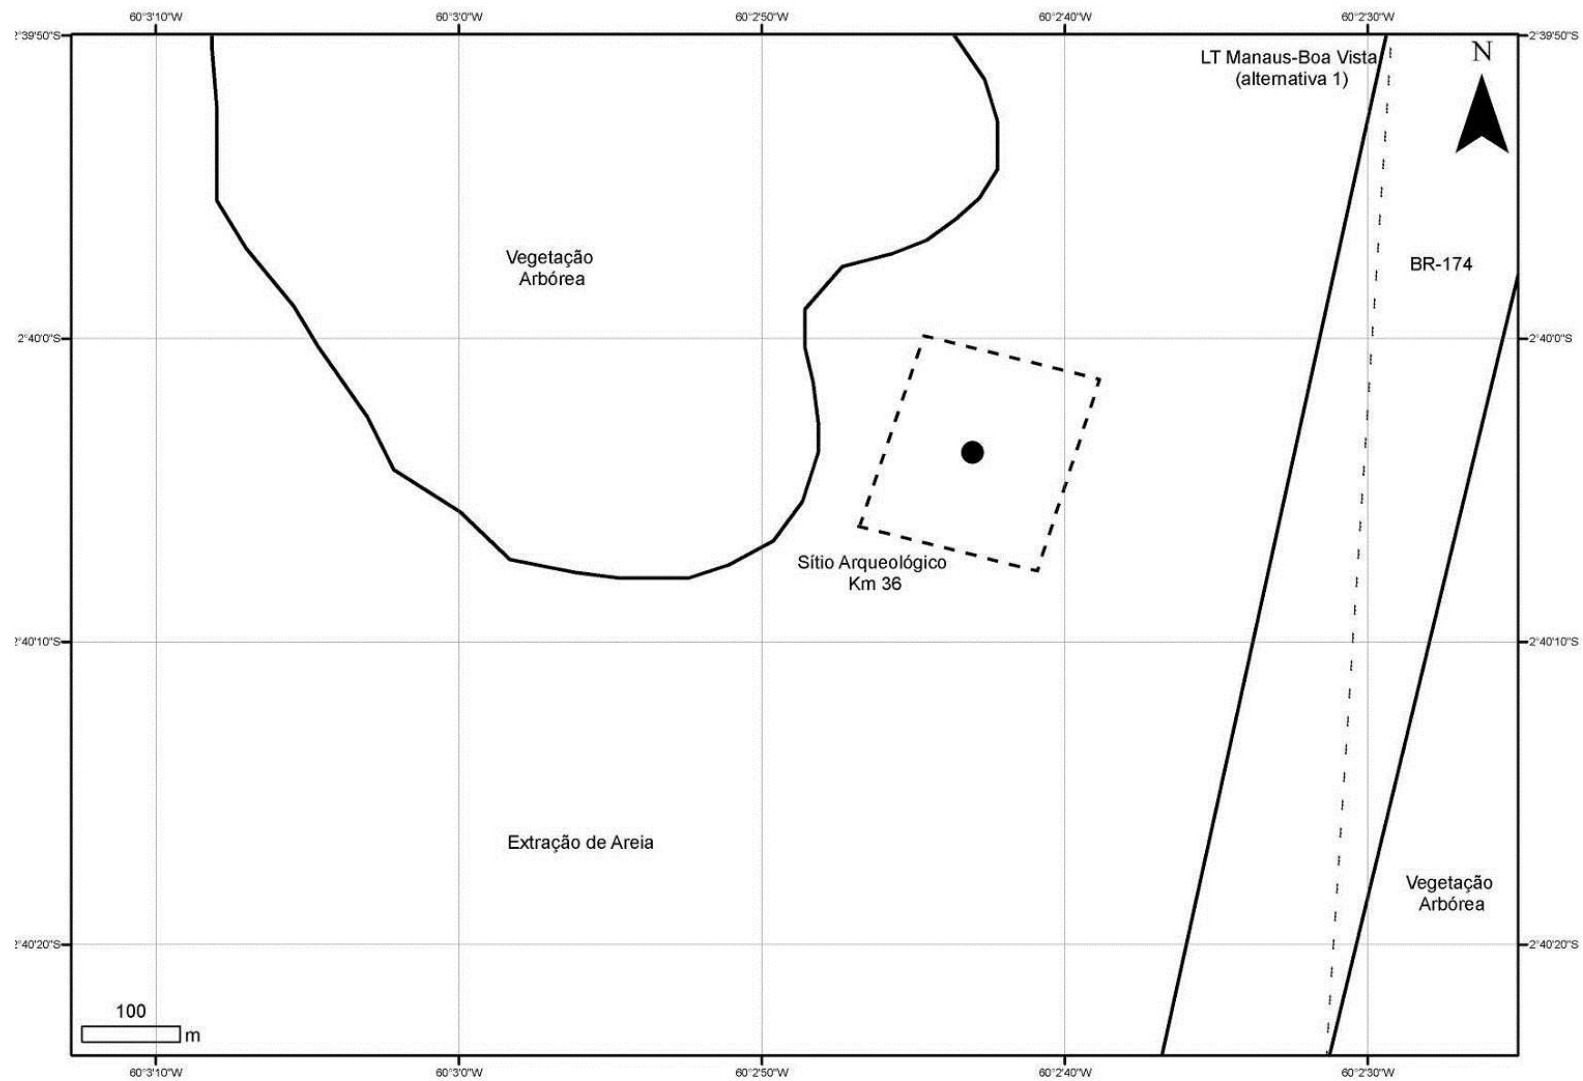 60°3'10"W 60°3'0"W 60°2'50"W 60°2'40"W 60°2'30"W
2°39'50"S 2°39'50"S
LT Manaus-Boa Vista
(alternativa 1)
N
Vegetação
Arbórea
BR-174
2°40'0"S 2°40'0"S
Sítio Arqueológico
Km 36
2°40'10"S 2°40'10"S
Extração de Areia
Vegetação
Arbórea
2°40'20"S 2°40'20"S
100
m
60°3'10"W 60°3'0"W 60°2'50"W 60°2'40"W 60°2'30"W